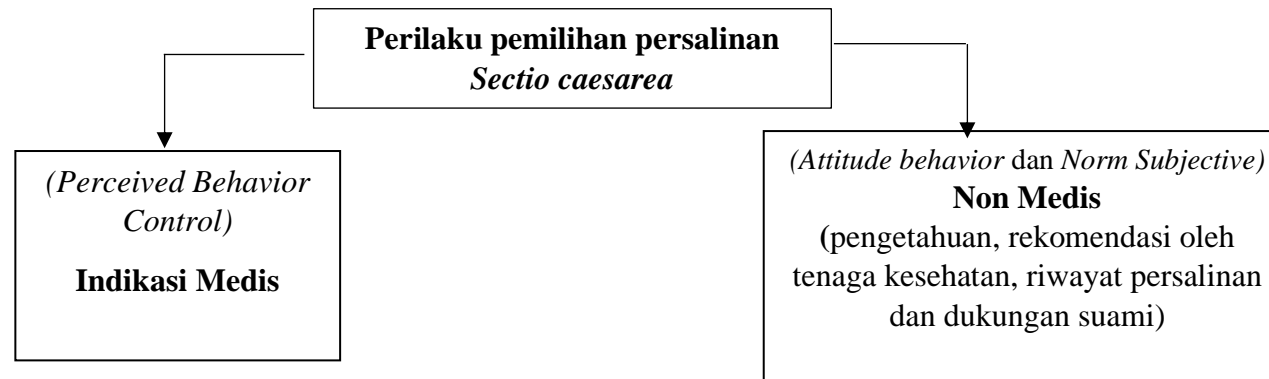 Perilaku pemilihan persalinan
Sectio caesarea
(Perceived Behavior
Control)
Indikasi Medis
(Attitude behavior dan Norm Subjective)
Non Medis
(pengetahuan, rekomendasi oleh
tenaga kesehatan, riwayat persalinan
dan dukungan suami)